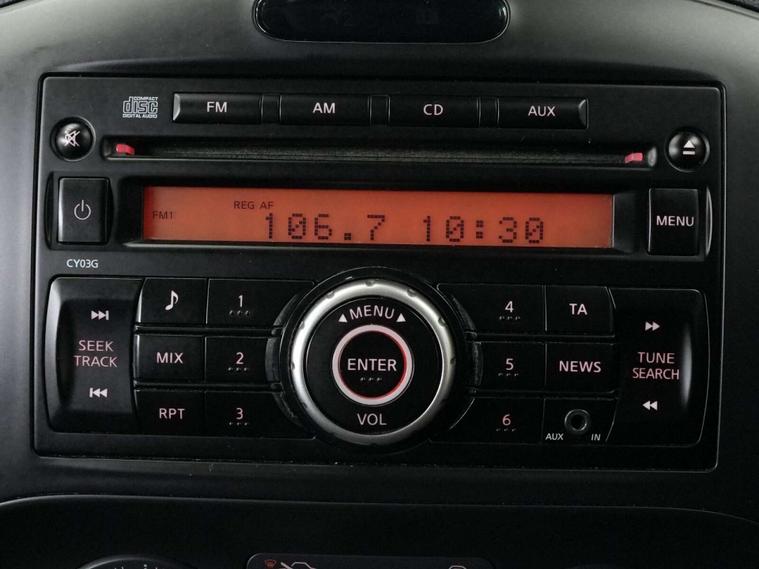 COMPACT
disc
DIGITAL AUDIO
FM AM CD AUX
MENU
FM1 REG AF
106.7 10:30
CY03G
1 4 TA
SEEK
TRACK
MIX 2
MENU
ENTER
VOL
5 NEWS
TUNE
SEARCH
RPT 3 6
AUX IN